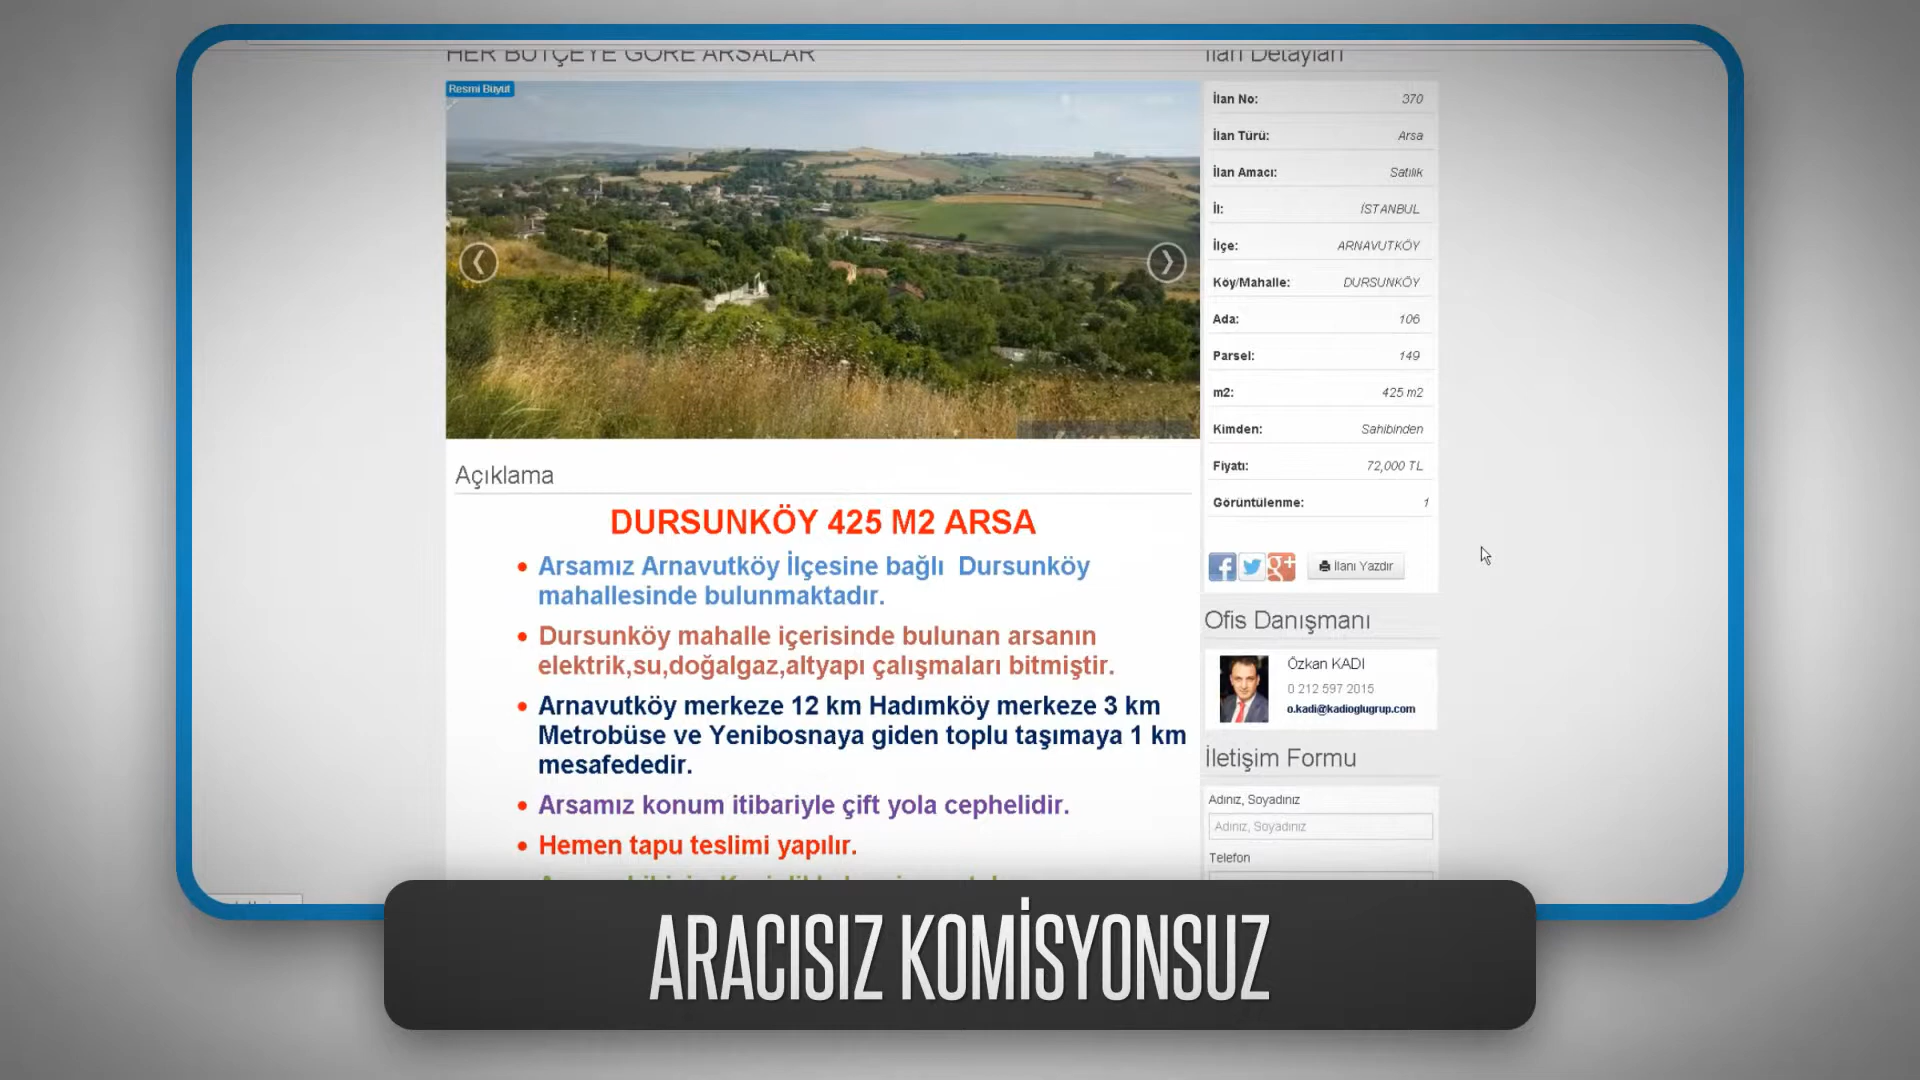 HER BÜTÇEYE GÖRE ARSALAR
Resmi Büyüt
Açıklama
DURSUNKÖY 425 M2 ARSA
Arsamız Arnavutköy İlçesine bağlı Dursunköy
mahallesinde bulunmaktadır.
Dursunköy mahalle içerisinde bulunan arsanın
elektrik,su,doğalgaz,altyapı çalışmaları bitmiştir.
Arnavutköy merkeze 12 km Hadımköy merkeze 3 km
Metrobüse ve Yenibosnaya giden toplu taşımaya 1 km
mesafededir.
Arsamız konum itibariyle çift yola cephelidir.
Hemen tapu teslimi yapılır.
İlan Detayları
İlan No: 370
İlan Türü: Arsa
İlan Amacı: Satılık
İl: İSTANBUL
İlçe: ARNAVUTKÖY
Köy/Mahalle: DURSUNKÖY
Ada: 106
Parsel: 149
m2: 425 m2
Kimden: Sahibinden
Fiyatı: 72,000 TL
Görüntülenme: 1
İlanı Yazdır
Ofis Danışmanı
Özkan KADI
0 212 597 2015
o.kadi@kadioglugrup.com
İletişim Formu
Adınız, Soyadınız
Adınız, Soyadınız
Telefon
ARACISIZ KOMİSYONSUZ